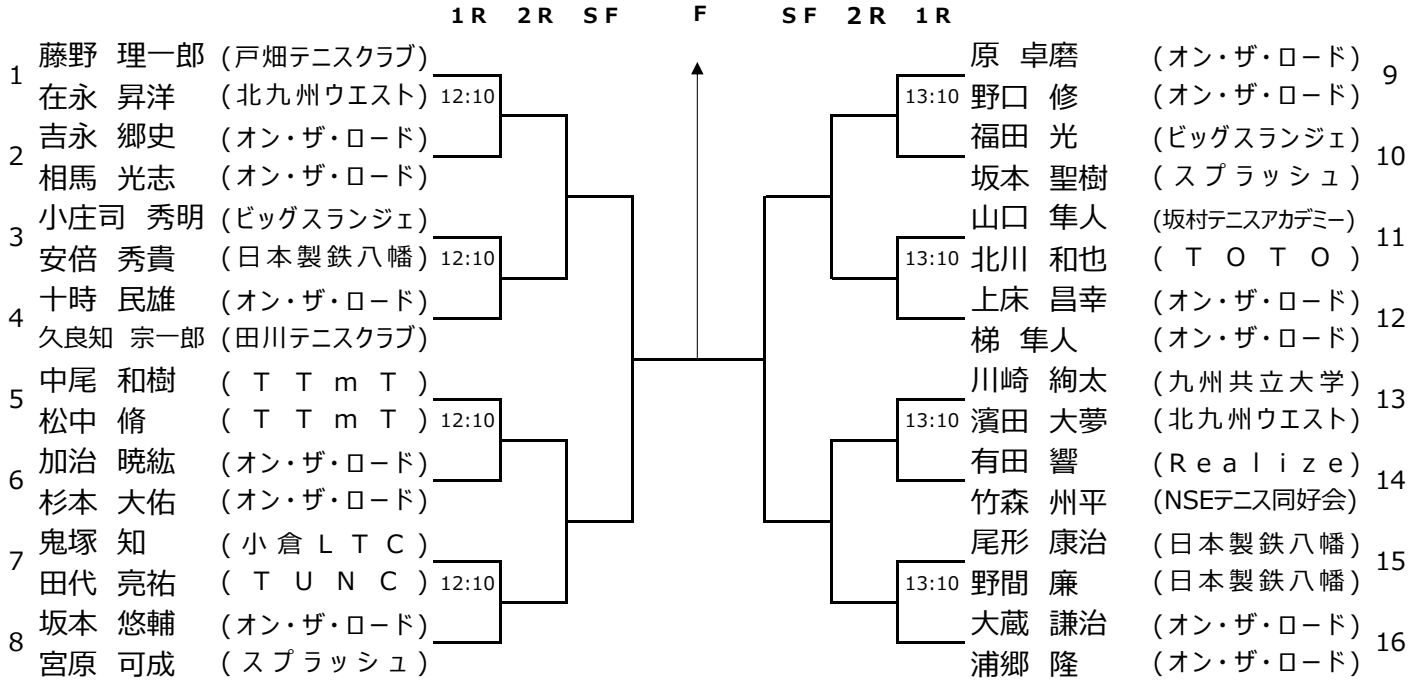 1R 2R SF F SF 2R 1R
藤野 理一郎 (戸畑テニスクラブ) 原 卓磨 (オン・ザ・ロード)
1 9
在永 昇洋 (北九州ウエスト) 12:10 13:10 野口 修 (オン・ザ・ロード)
吉永 郷史 (オン・ザ・ロード) 福田 光 (ビッグスランジェ)
2 10
相馬 光志 (オン・ザ・ロード) 坂本 聖樹 (スプラッシュ)
小庄司 秀明 (ビッグスランジェ) 山口 隼人 (坂村テニスアカデミー)
3 11
安倍 秀貴 (日本製鉄八幡) 12:10 13:10 北川 和也 (TOTO)
十時 民雄 (オン・ザ・ロード) 上床 昌幸 (オン・ザ・ロード)
4 12
久良知 宗一郎 (田川テニスクラブ) 梯 隼人 (オン・ザ・ロード)
中尾 和樹 (TTmT) 川崎 絢太 (九州共立大学)
5 13
松中 脩 (TTmT) 12:10 13:10 濱田 大夢 (北九州ウエスト)
加治 暁紘 (オン・ザ・ロード) 有田 響 (Realize)
6 14
杉本 大佑 (オン・ザ・ロード) 竹森 州平 (NSEテニス同好会)
鬼塚 知 (小倉LTC) 尾形 康治 (日本製鉄八幡)
7 15
田代 亮祐 (TUNC) 12:10 13:10 野間 廉 (日本製鉄八幡)
坂本 悠輔 (オン・ザ・ロード) 大蔵 謙治 (オン・ザ・ロード)
8 16
宮原 可成 (スプラッシュ) 浦郷 隆 (オン・ザ・ロード)